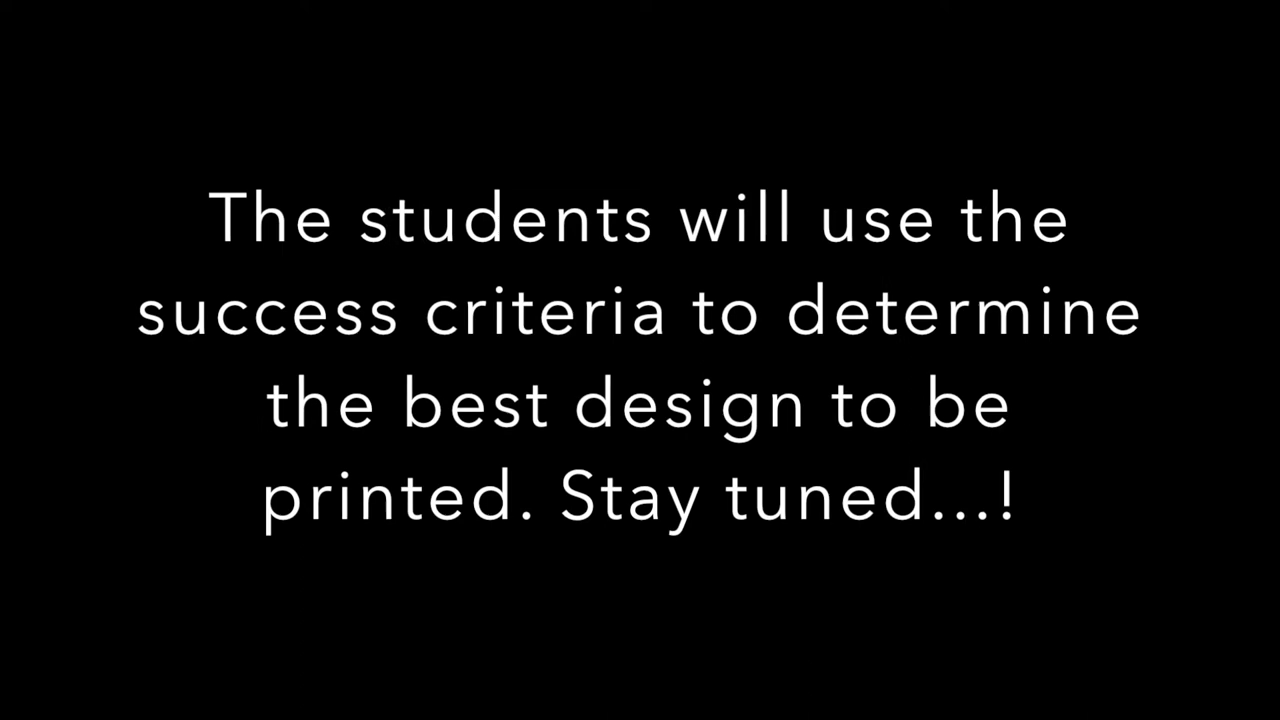 The students will use the
success criteria to determine
the best design to be
printed. Stay tuned...!